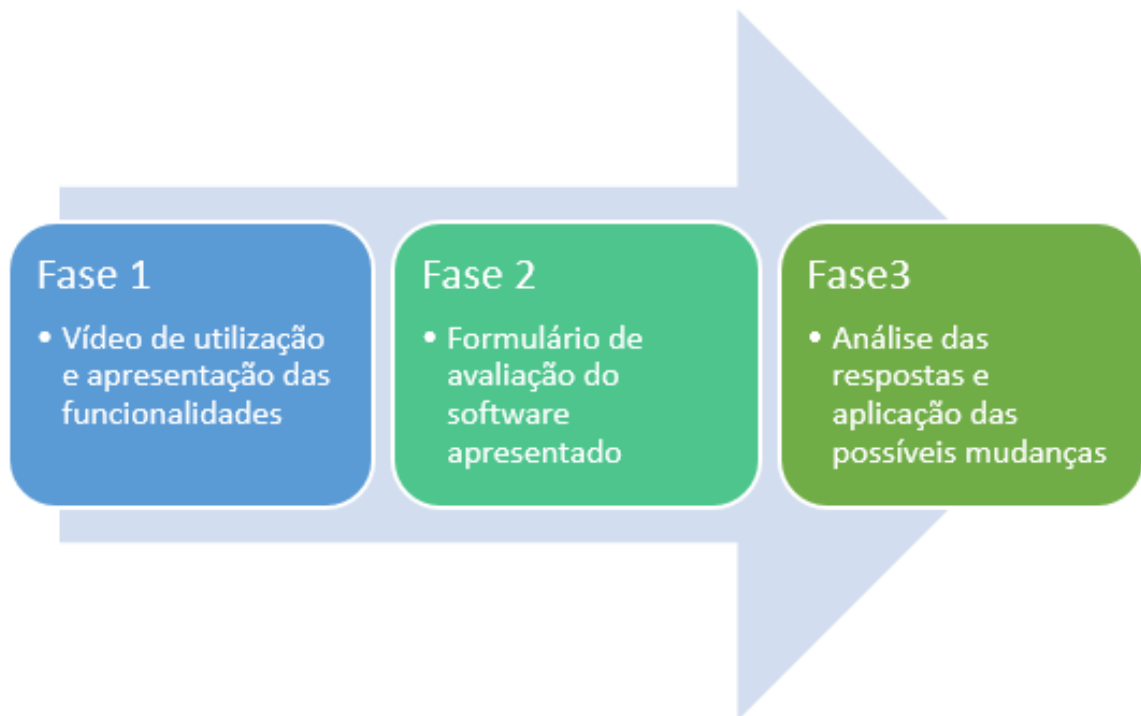 Fase 1
• Vídeo de utilização
e apresentação das
funcionalidades
Fase 2
• Formulário de
avaliação do
software
apresentado
Fase3
• Análise das
respostas e
aplicação das
possíveis mudanças